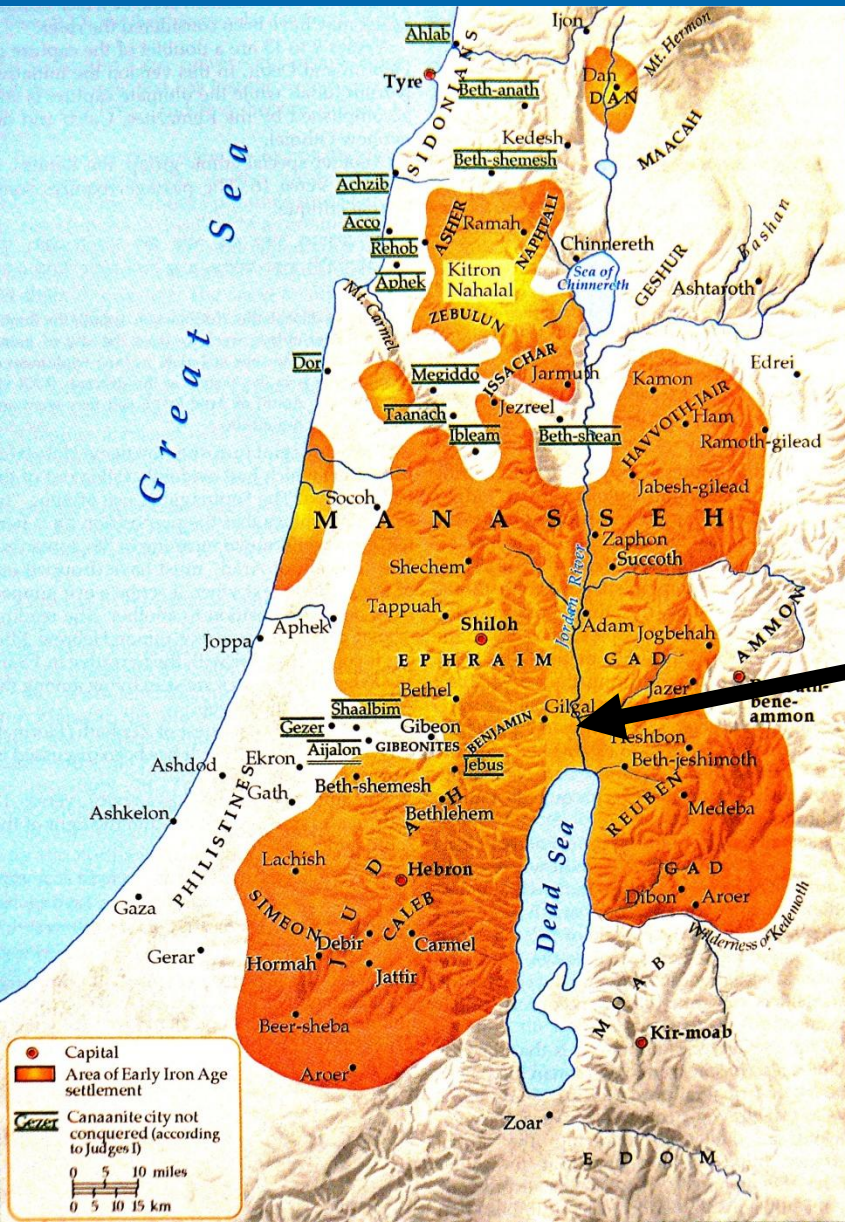 Ijon
Ahlab
Mt. Hermon
Tyre
Dan
DAN
Beth-anath
SIDONIANS
Kedesh
MAACAH
Beth-shemesh
Achzib
Acco
ASHER
Ramah
NAPHTALI
Rehob
Chinnereth
Bashan
Aphek
Kitron
Nahalal
Sea of
Chinnereth
GESHUR
Ashtaroth
Mt. Carmel
ZEBULUN
Great Sea
Dor
Megiddo
ISSACHAR
Jarmuth
Kamon
Edrei
Taanach
Jezreel
HAVVOTH-JAIR
Ham
Ibleam
Beth-shean
Ramoth-gilead
Jabesh-gilead
Socoh
MANASSEH
Zaphon
Shechem
Succoth
Jordan River
Tappuah
Adam
Aphek
Shiloh
Jogbehah
AMMON
Joppa
EPHRAIM
GAD
Jazer
Bethel
bene-
ammon
Shaalbim
Gilgal
Gezer
Gibeon
BENJAMIN
Heshbon
Aijalon
GIBEONITES
Ekron
Jebus
Beth-jeshimoth
Ashdod
Beth-shemesh
Gath
Bethlehem
REUBEN
Medeba
Ashkelon
PHILISTINES
JUDAH
Lachish
Hebron
Dead Sea
GAD
Gaza
SIMEON
CALEB
Dibon
Aroer
Debir
Carmel
Wilderness of Kedemoth
Gerar
Hormah
Jattir
MOAB
Beer-sheba
Kir-moab
Aroer
Zoar
EDOM
Capital
Area of Early Iron Age
settlement
Gezer
Canaanite city not
conquered (according
to Judges I)
0 5 10 miles
0 5 10 15 km